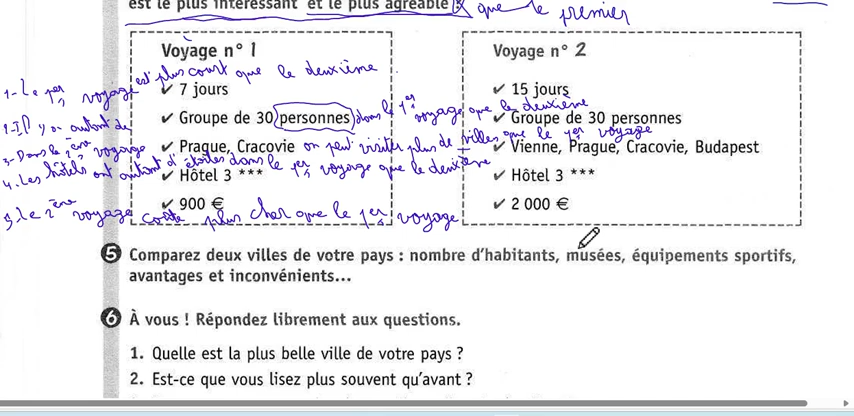 est le plus intéressant et le plus agréable que le premier
Voyage n° 1
Voyage n° 2
1- Le 1er voyage est plus court que le deuxième
✔ 7 jours
✔ 15 jours
2- Il y a autant de personnes dans le 1er voyage que le deuxième
✔ Groupe de 30 personnes
✔ Groupe de 30 personnes
3- Dans le 2ème voyage on peut visiter plus de villes que le 1er voyage
✔ Prague, Cracovie
✔ Vienne, Prague, Cracovie, Budapest
4. Les hôtels ont autant d'étoiles dans le 1er voyage que le deuxième
✔ Hôtel 3 ***
✔ Hôtel 3 ***
5. Le 2ème voyage coûte plus cher que le 1er voyage
✔ 900 €
✔ 2 000 €
5 Comparez deux villes de votre pays : nombre d'habitants, musées, équipements sportifs,
avantages et inconvénients...
6 À vous ! Répondez librement aux questions.
1. Quelle est la plus belle ville de votre pays ?
2. Est-ce que vous lisez plus souvent qu'avant ?